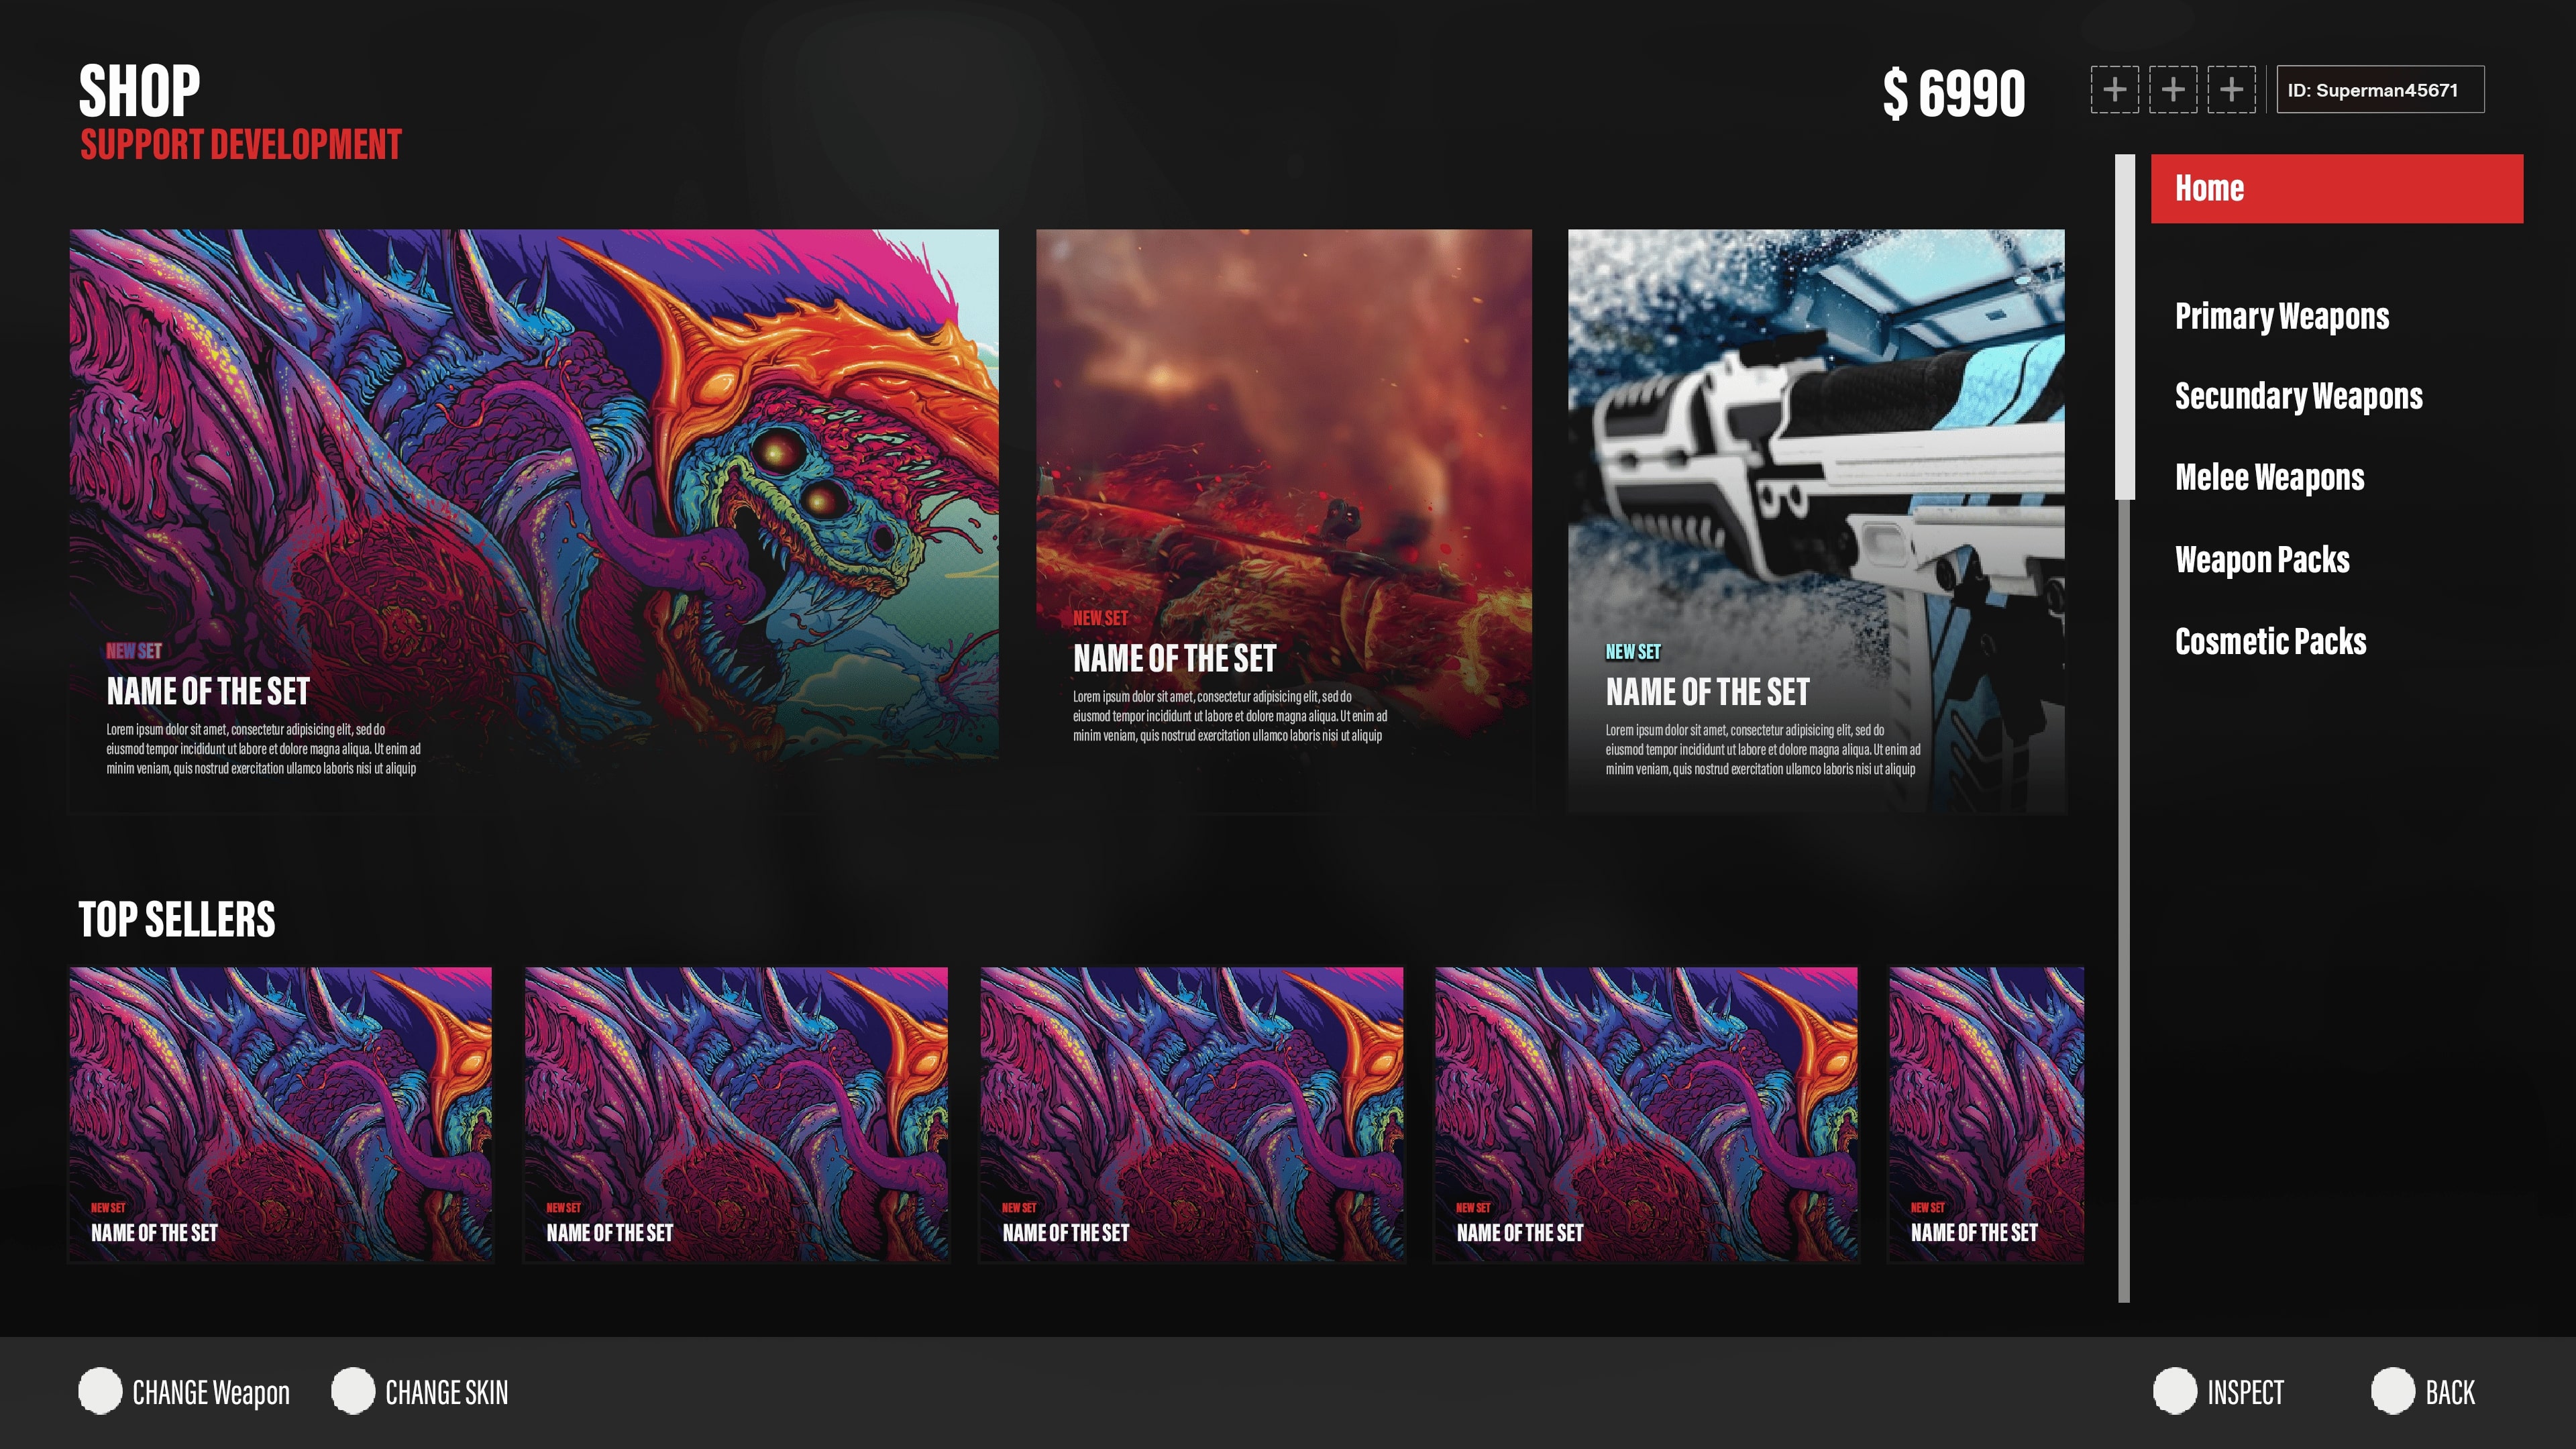 SHOP
SUPPORT DEVELOPMENT
$ 6990
ID: Superman45671
Home
Primary Weapons
Secundary Weapons
Melee Weapons
Weapon Packs
Cosmetic Packs
NEW SET
NAME OF THE SET
Lorem ipsum dolor sit amet, consectetur adipisicing elit, sed do
eiusmod tempor incididunt ut labore et dolore magna aliqua. Ut enim ad
minim veniam, quis nostrud exercitation ullamco laboris nisi ut aliquip
NEW SET
NAME OF THE SET
Lorem ipsum dolor sit amet, consectetur adipisicing elit, sed do
eiusmod tempor incididunt ut labore et dolore magna aliqua. Ut enim ad
minim veniam, quis nostrud exercitation ullamco laboris nisi ut aliquip
NEW SET
NAME OF THE SET
Lorem ipsum dolor sit amet, consectetur adipisicing elit, sed do
eiusmod tempor incididunt ut labore et dolore magna aliqua. Ut enim ad
minim veniam, quis nostrud exercitation ullamco laboris nisi ut aliquip
TOP SELLERS
NEW SET
NAME OF THE SET
NEW SET
NAME OF THE SET
NEW SET
NAME OF THE SET
NEW SET
NAME OF THE SET
NEW SET
NAME OF THE SET
CHANGE Weapon
CHANGE SKIN
INSPECT
BACK